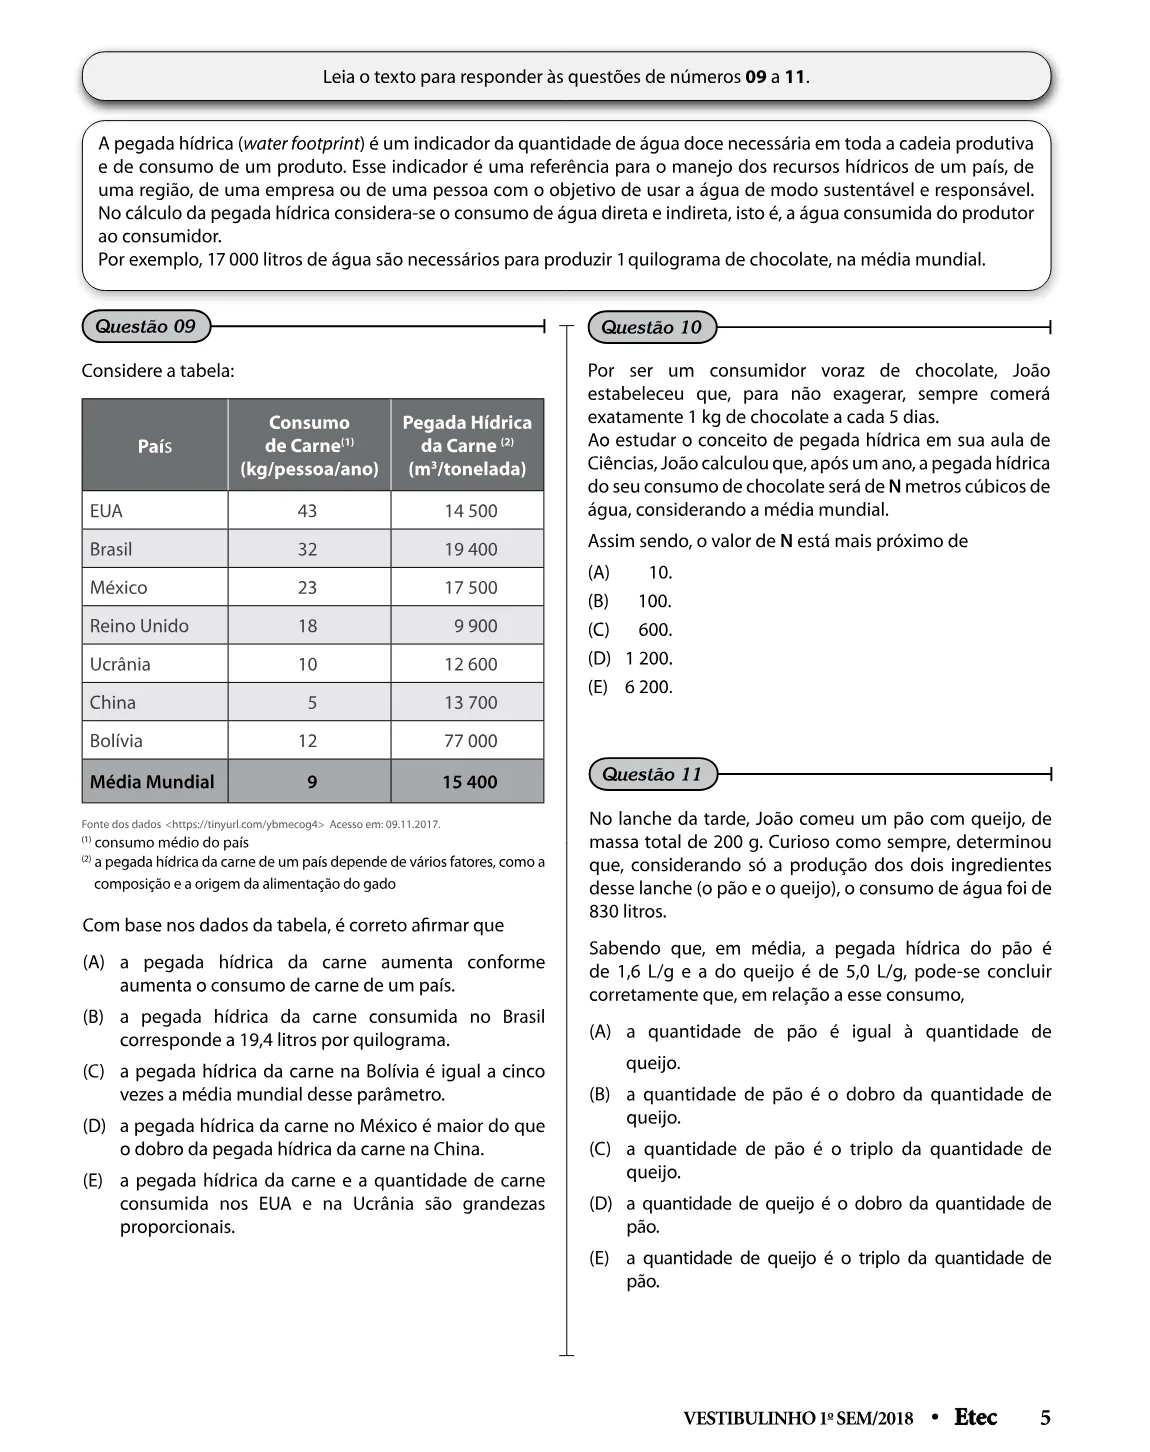 Leia o texto para responder às questões de números 09 a 11.
A pegada hídrica (water footprint) é um indicador da quantidade de água doce necessária em toda a cadeia produtiva
e de consumo de um produto. Esse indicador é uma referência para o manejo dos recursos hídricos de um país, de
uma região, de uma empresa ou de uma pessoa com o objetivo de usar a água de modo sustentável e responsável.
No cálculo da pegada hídrica considera-se o consumo de água direta e indireta, isto é, a água consumida do produtor
ao consumidor.
Por exemplo, 17 000 litros de água são necessários para produzir 1 quilograma de chocolate, na média mundial.
Questão 09
Considere a tabela:
País
Consumo
de Carne(1)
(kg/pessoa/ano)
Pegada Hídrica
da Carne (2)
(m³/tonelada)
EUA 43 14 500
Brasil 32 19 400
México 23 17 500
Reino Unido 18 9 900
Ucrânia 10 12 600
China 5 13 700
Bolívia 12 77 000
Média Mundial 9 15 400
Fonte dos dados <https://tinyurl.com/ybmecog4> Acesso em: 09.11.2017.
(1) consumo médio do país
(2) a pegada hídrica da carne de um país depende de vários fatores, como a
composição e a origem da alimentação do gado
Com base nos dados da tabela, é correto afirmar que
(A) a pegada hídrica da carne aumenta conforme
aumenta o consumo de carne de um país.
(B) a pegada hídrica da carne consumida no Brasil
corresponde a 19,4 litros por quilograma.
(C) a pegada hídrica da carne na Bolívia é igual a cinco
vezes a média mundial desse parâmetro.
(D) a pegada hídrica da carne no México é maior do que
o dobro da pegada hídrica da carne na China.
(E) a pegada hídrica da carne e a quantidade de carne
consumida nos EUA e na Ucrânia são grandezas
proporcionais.
Questão 10
Por ser um consumidor voraz de chocolate, João
estabeleceu que, para não exagerar, sempre comerá
exatamente 1 kg de chocolate a cada 5 dias.
Ao estudar o conceito de pegada hídrica em sua aula de
Ciências, João calculou que, após um ano, a pegada hídrica
do seu consumo de chocolate será de N metros cúbicos de
água, considerando a média mundial.
Assim sendo, o valor de N está mais próximo de
(A) 10.
(B) 100.
(C) 600.
(D) 1 200.
(E) 6 200.
Questão 11
No lanche da tarde, João comeu um pão com queijo, de
massa total de 200 g. Curioso como sempre, determinou
que, considerando só a produção dos dois ingredientes
desse lanche (o pão e o queijo), o consumo de água foi de
830 litros.
Sabendo que, em média, a pegada hídrica do pão é
de 1,6 L/g e a do queijo é de 5,0 L/g, pode-se concluir
corretamente que, em relação a esse consumo,
(A) a quantidade de pão é igual à quantidade de
queijo.
(B) a quantidade de pão é o dobro da quantidade de
queijo.
(C) a quantidade de pão é o triplo da quantidade de
queijo.
(D) a quantidade de queijo é o dobro da quantidade de
pão.
(E) a quantidade de queijo é o triplo da quantidade de
pão.
VESTIBULINHO 1º SEM/2018 • Etec 5